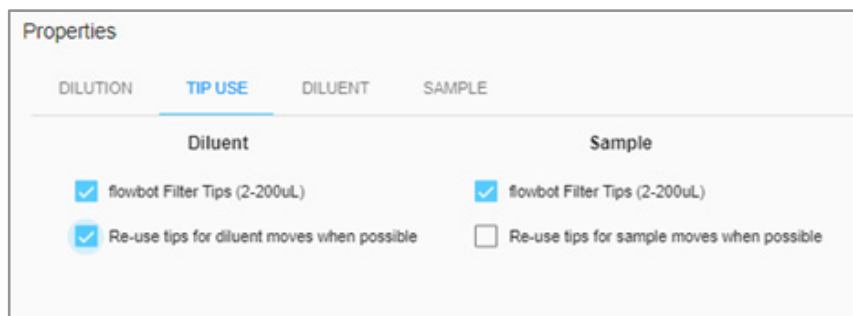 Properties
DILUTION TIP USE DILUENT SAMPLE
Diluent Sample
flowbot Filter Tips (2-200uL) flowbot Filter Tips (2-200uL)
Re-use tips for diluent moves when possible Re-use tips for sample moves when possible